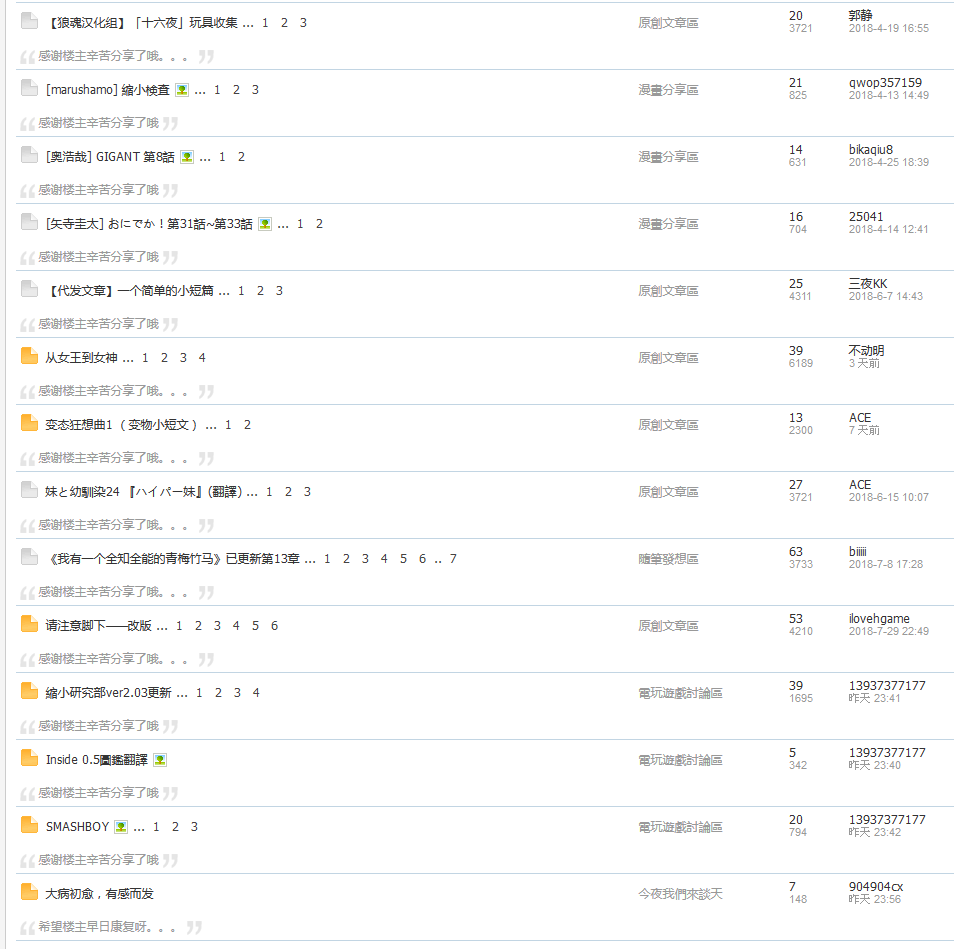 【狼魂汉化组】「十六夜」玩具收集 ... 1 2 3 原創文章區 20 郭静
3721 2018-4-19 16:55
感谢楼主辛苦分享了哦。。。
[marushamo] 縮小検査 ... 1 2 3 漫畫分享區 21 qwop357159
825 2018-4-13 14:49
感谢楼主辛苦分享了哦
[奥浩哉] GIGANT 第8話 ... 1 2 漫畫分享區 14 bikaqiu8
631 2018-4-25 18:39
感谢楼主辛苦分享了哦
[矢寺圭太] おにでか！第31話~第33話 ... 1 2 漫畫分享區 16 25041
704 2018-4-14 12:41
感谢楼主辛苦分享了哦
【代发文章】一个简单的小短篇 ... 1 2 3 原創文章區 25 三夜KK
4311 2018-6-7 14:43
感谢楼主辛苦分享了哦
从女王到女神 ... 1 2 3 4 原創文章區 39 不动明
6189 3 天前
感谢楼主辛苦分享了哦。。。
变态狂想曲1 （ 变物小短文 ） ... 1 2 原創文章區 13 ACE
2300 7 天前
感谢楼主辛苦分享了哦。。。
妹と幼馴染24 『ハイパー妹』(翻譯) ... 1 2 3 原創文章區 27 ACE
3721 2018-6-15 10:07
感谢楼主辛苦分享了哦。。。
《我有一个全知全能的青梅竹马》已更新第13章 ... 1 2 3 4 5 6 .. 7 隨筆發想區 63 biiiii
3733 2018-7-8 17:28
感谢楼主辛苦分享了哦。。。
请注意脚下——改版 ... 1 2 3 4 5 6 原創文章區 53 ilovehgame
4210 2018-7-29 22:49
感谢楼主辛苦分享了哦。。。
縮小研究部ver2.03更新 ... 1 2 3 4 電玩遊戲討論區 39 13937377177
1695 昨天 23:41
感谢楼主辛苦分享了哦
Inside 0.5圖鑑翻譯 電玩遊戲討論區 5 13937377177
342 昨天 23:40
感谢楼主辛苦分享了哦
SMASHBOY ... 1 2 3 電玩遊戲討論區 20 13937377177
794 昨天 23:42
感谢楼主辛苦分享了哦
大病初愈，有感而发 今夜我們來談天 7 904904cx
148 昨天 23:56
希望楼主早日康复呀。。。